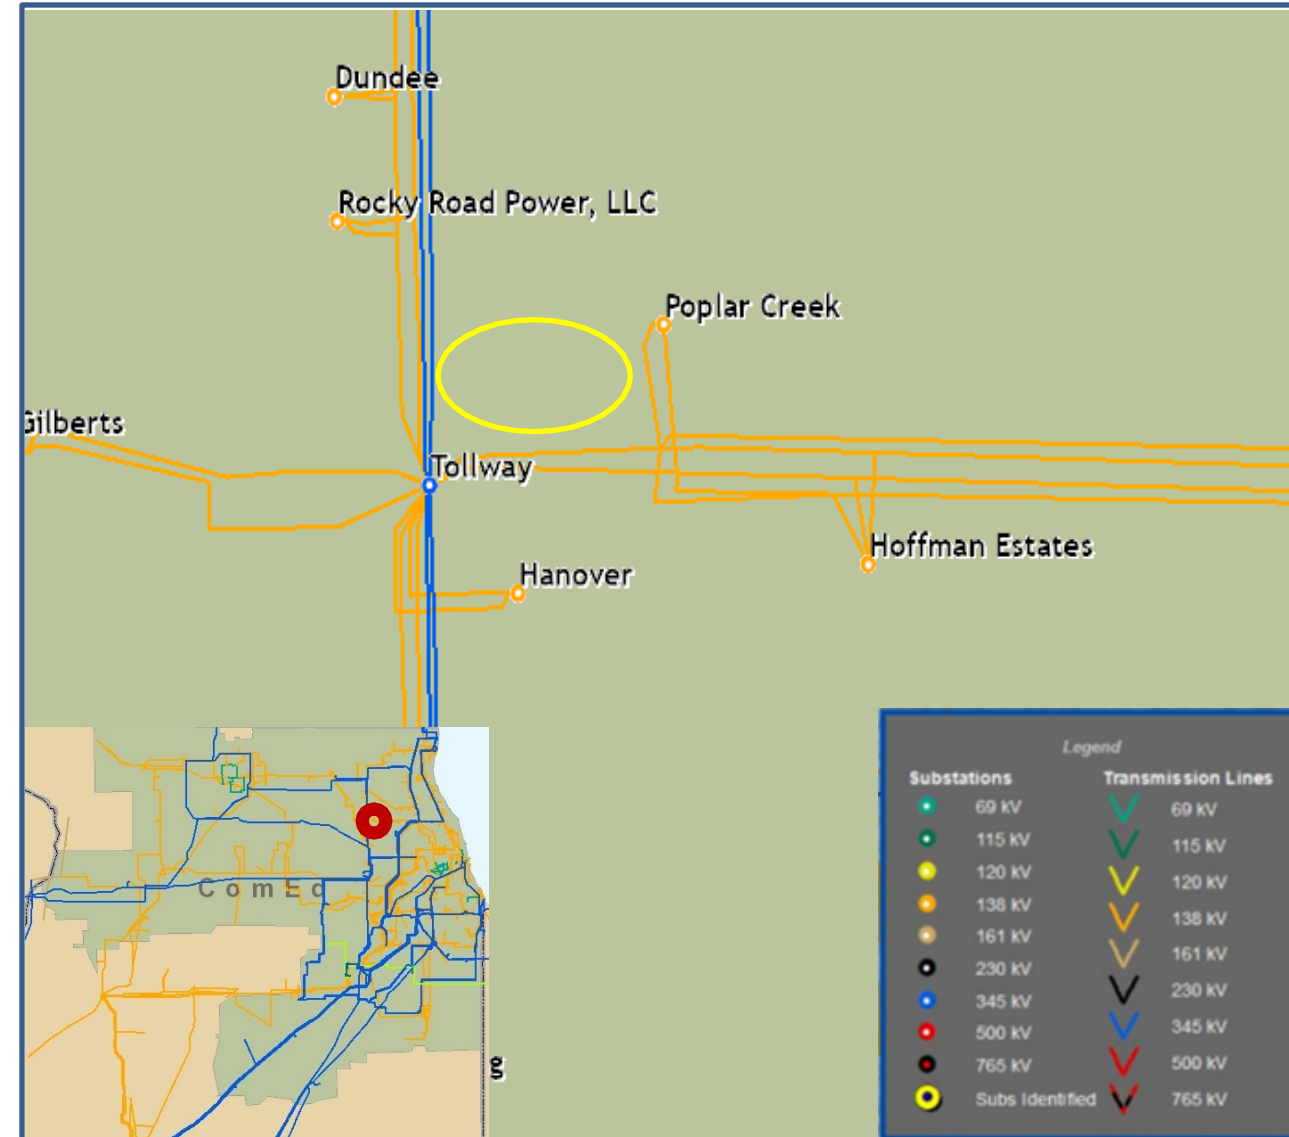 Dundee
Rocky Road Power, LLC
Poplar Creek
Gilberts
Tollway
Hoffman Estates
Hanover
ComEd
g
Legend
Substations Transmission Lines
69 kV 69 kV
115 kV 115 kV
120 kV 120 kV
138 kV 138 kV
161 kV 161 kV
230 kV 230 kV
345 kV 345 kV
500 kV 500 kV
765 kV 765 kV
Subs Identified